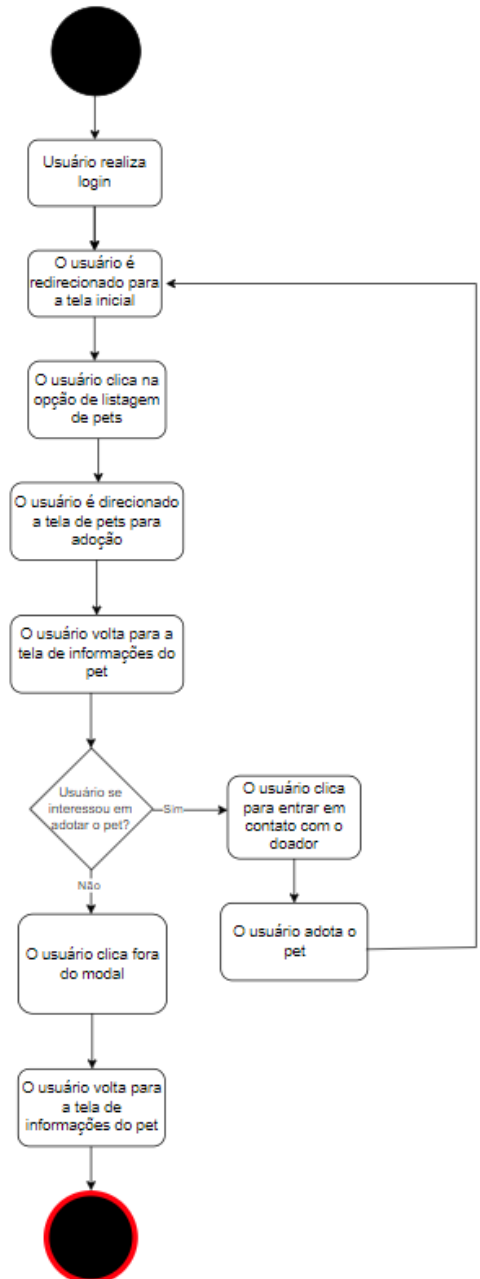 Usuário realiza
login
O usuário é
redirecionado para
a tela inicial
O usuário clica na
opção de listagem
de pets
O usuário é direcionado
a tela de pets para
adoção
O usuário volta para a
tela de informações do
pet
Usuário se
interessou em
adotar o pet?
Sim
O usuário clica
para entrar em
contato com o
doador
O usuário adota o
pet
Não
O usuário clica fora
do modal
O usuário volta para
a tela de
informações do pet